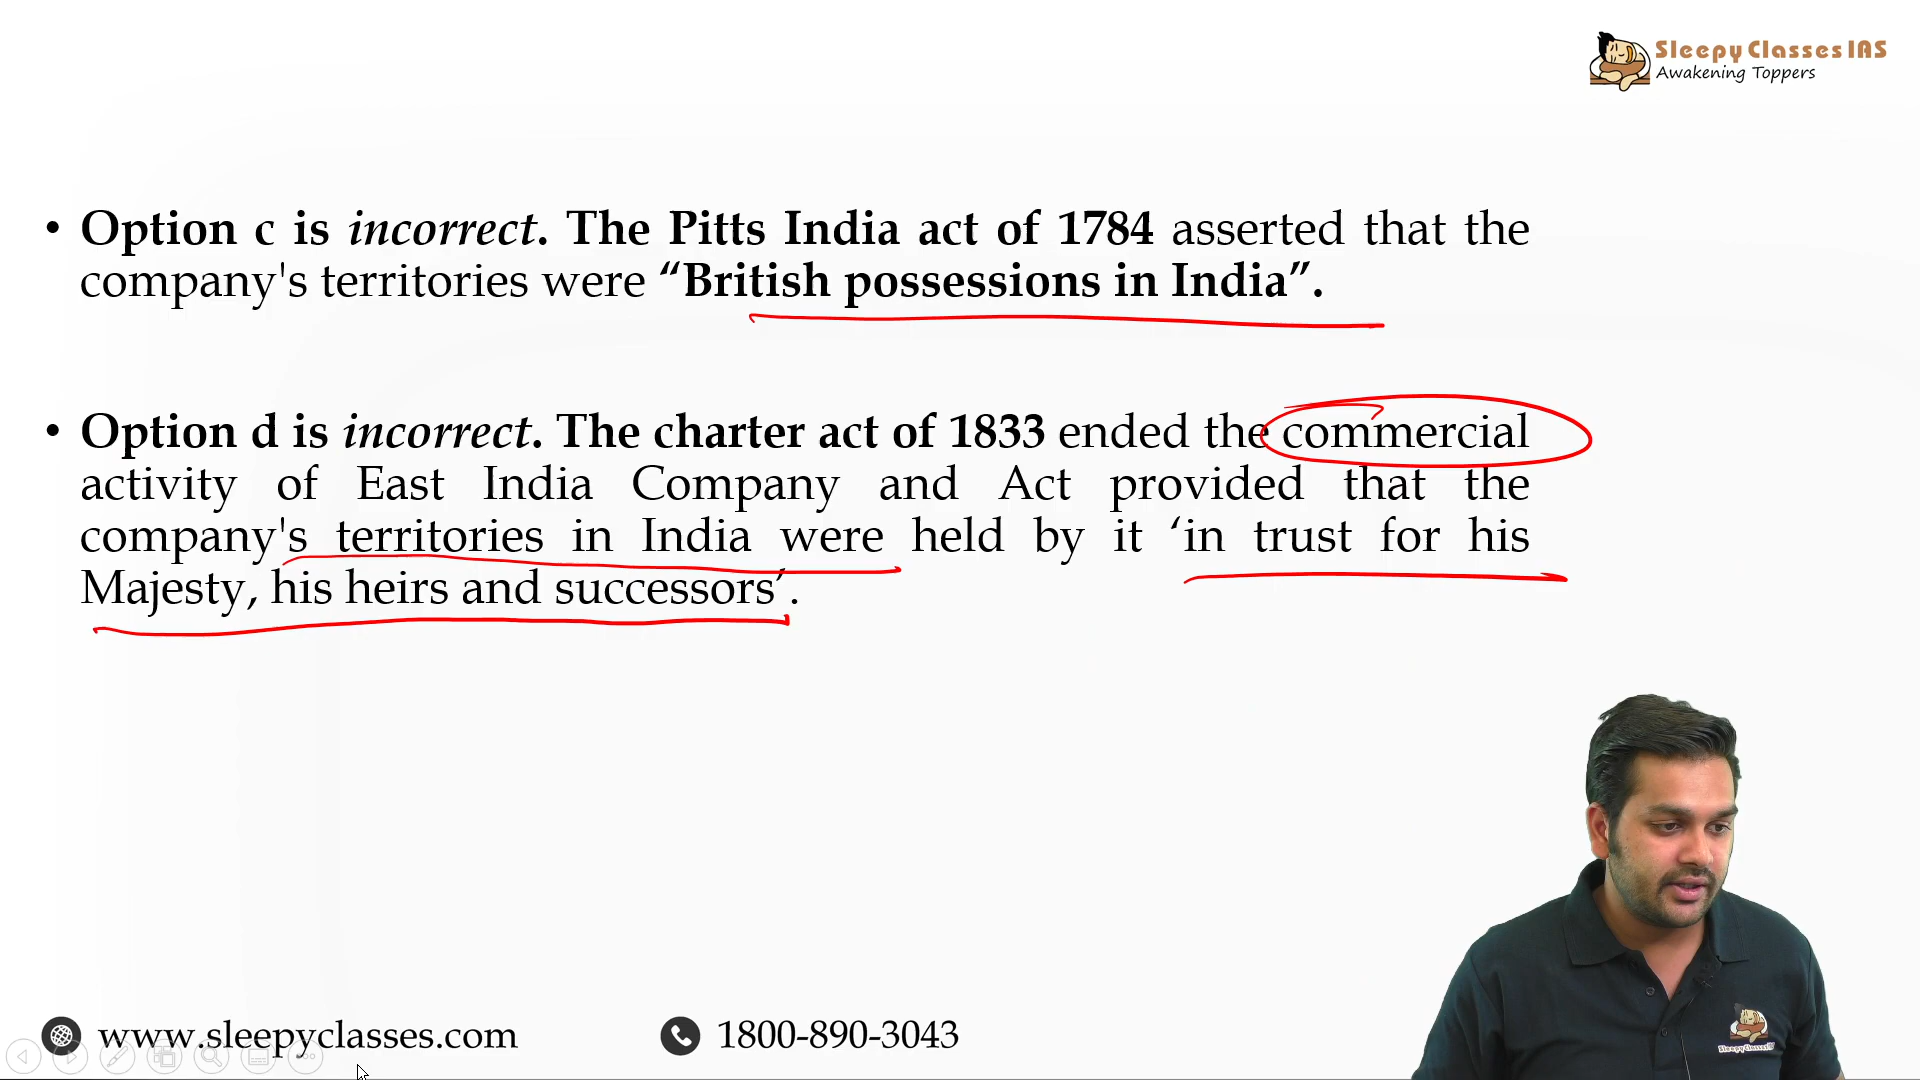 Sleepy Classes IAS
Awakening Toppers
• Option c is incorrect. The Pitts India act of 1784 asserted that the
company's territories were “British possessions in India”.
• Option d is incorrect. The charter act of 1833 ended the commercial
activity of East India Company and Act provided that the
company's territories in India were held by it ‘in trust for his
Majesty, his heirs and successors’.
www.sleepyclasses.com
1800-890-3043